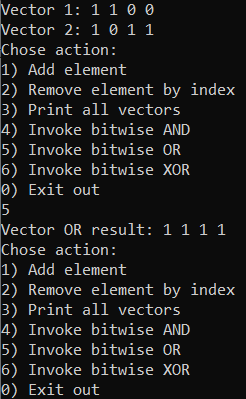 Vector 1: 1 1 0 0
Vector 2: 1 0 1 1
Chose action:
1) Add element
2) Remove element by index
3) Print all vectors
4) Invoke bitwise AND
5) Invoke bitwise OR
6) Invoke bitwise XOR
0) Exit out
5
Vector OR result: 1 1 1 1
Chose action:
1) Add element
2) Remove element by index
3) Print all vectors
4) Invoke bitwise AND
5) Invoke bitwise OR
6) Invoke bitwise XOR
0) Exit out